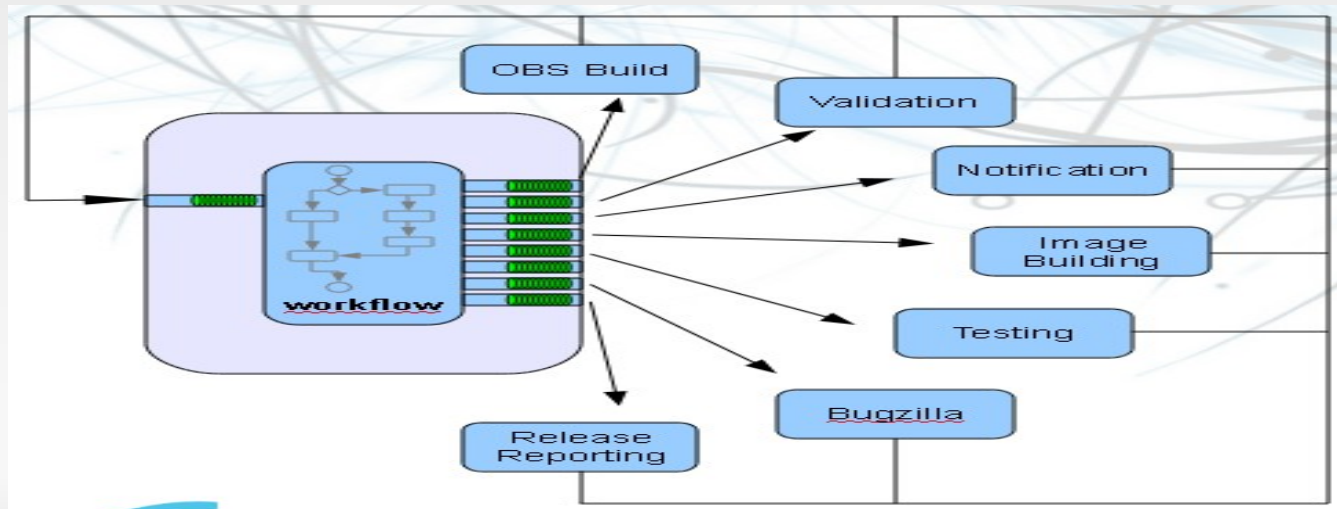 OBS Build
Validation
Notification
Image
Building
workflow
Testing
Bugzilla
Release
Reporting